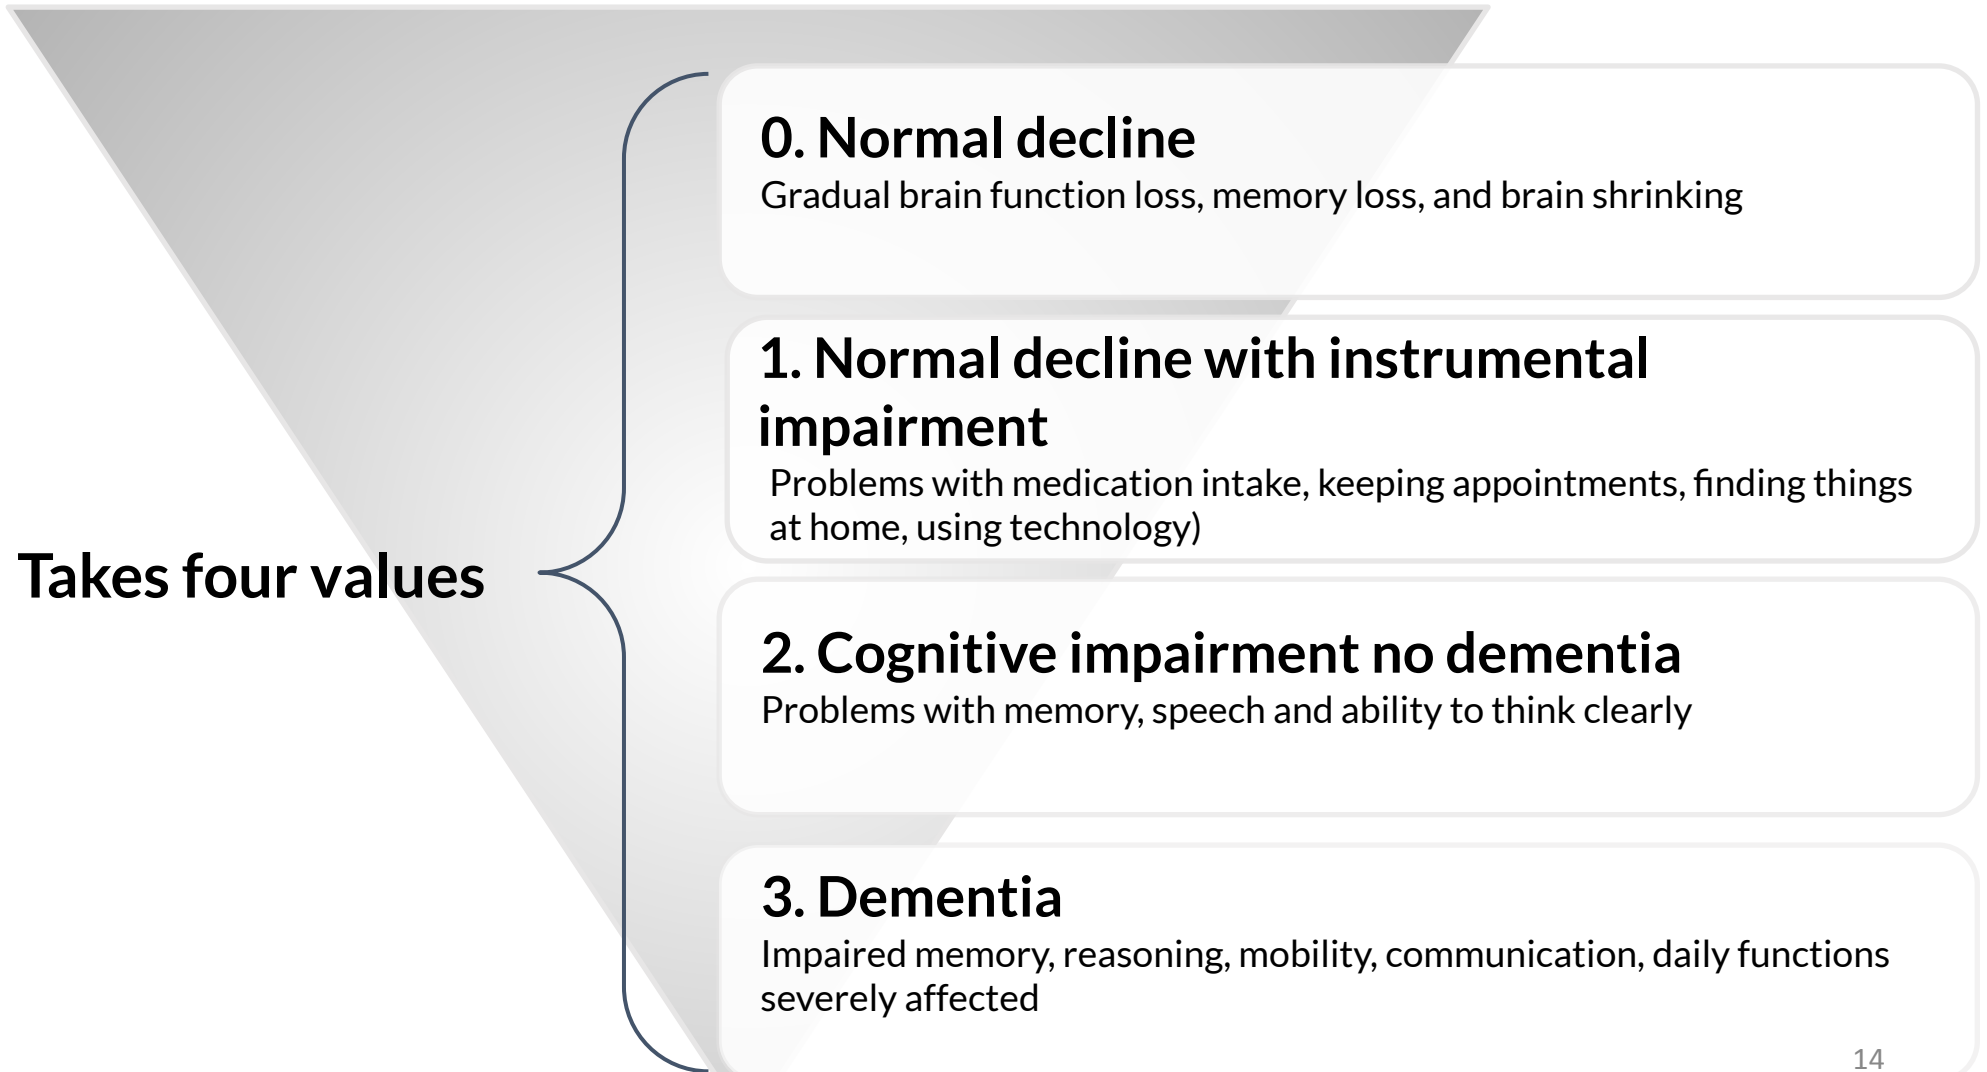 0. Normal decline
Gradual brain function loss, memory loss, and brain shrinking
1. Normal decline with instrumental
impairment
Problems with medication intake, keeping appointments, finding things
at home, using technology)
Takes four values
2. Cognitive impairment no dementia
Problems with memory, speech and ability to think clearly
3. Dementia
Impaired memory, reasoning, mobility, communication, daily functions
severely affected
14